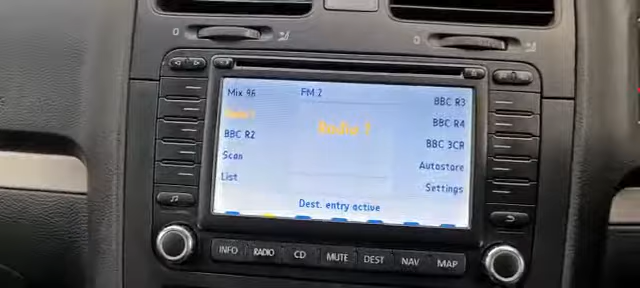 Mix 96
FM 2
BBC R3
BBC R4
BBC R2
BBC 3CR
Scan
Autostore
List
Settings
Dest. entry active
INFO
RADIO
CD
MUTE
DEST
NAV
MAP